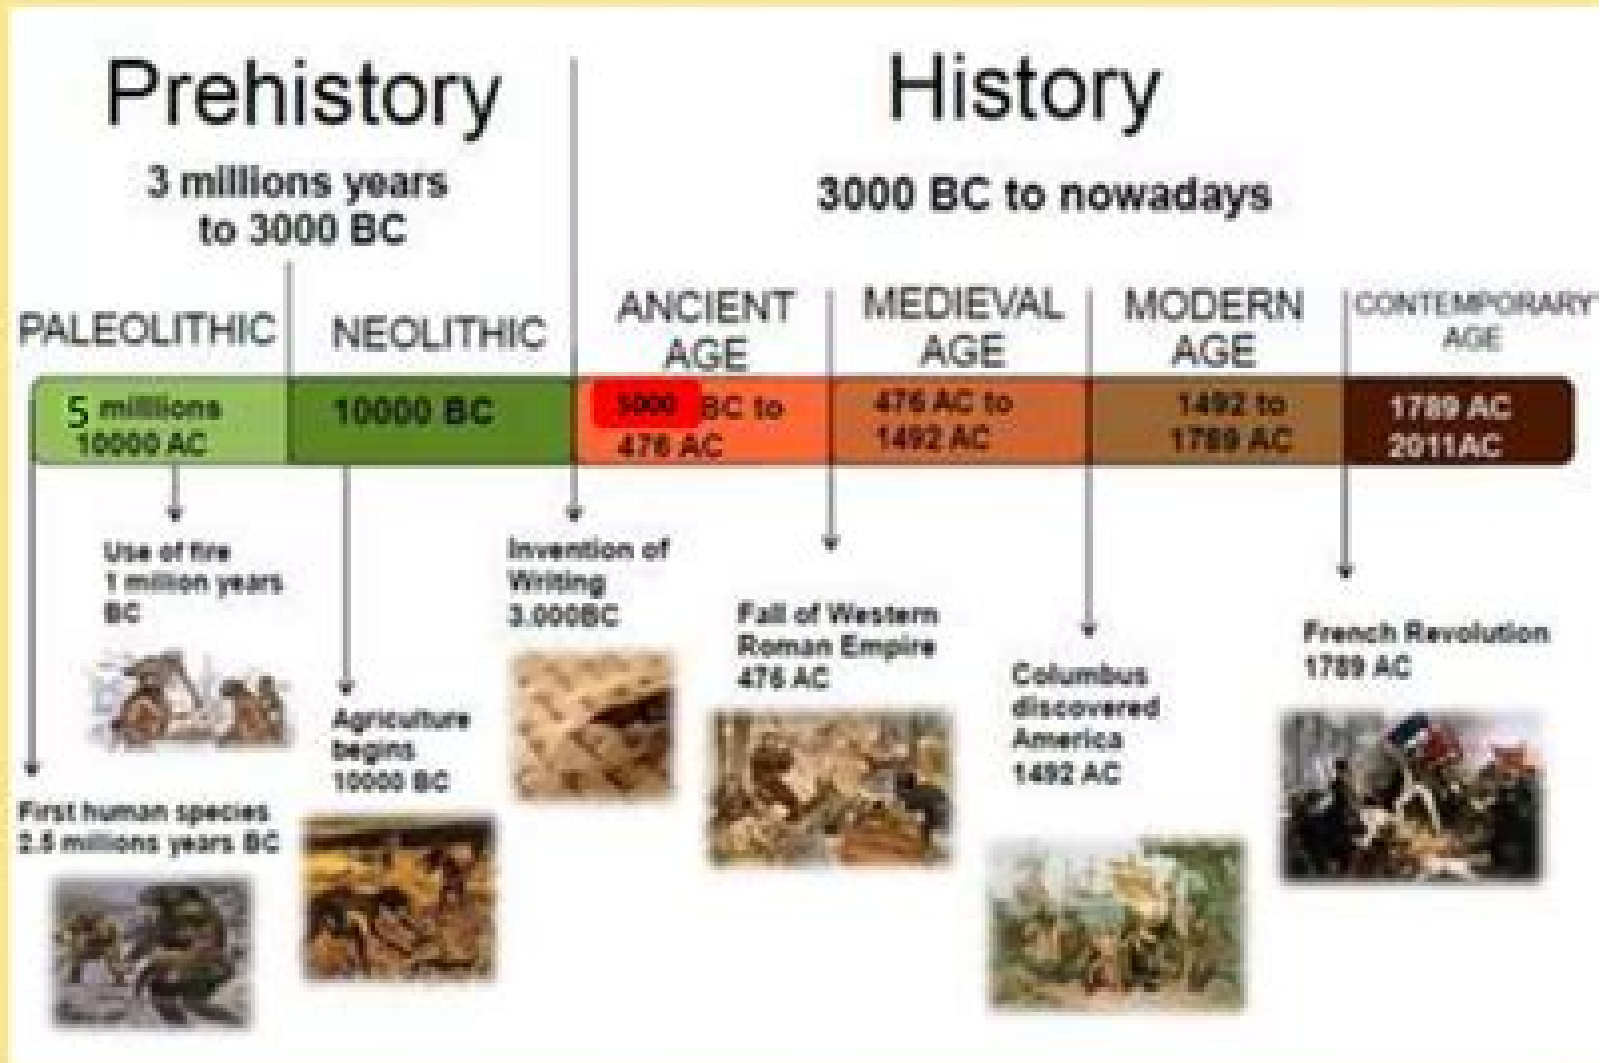 Prehistory
3 millions years
to 3000 BC
History
3000 BC to nowadays
PALEOLITHIC
NEOLITHIC
ANCIENT
AGE
MEDIEVAL
AGE
MODERN
AGE
CONTEMPORARY
AGE
5 millions
10000 AC
10000 BC
BC to
476 AC
476 AC to
1492 AC
1492 to
1789 AC
1789 AC
2011AC
Use of fire
1 million years
BC
First human species
2.5 millions years BC
Agriculture
begins
10000 BC
Invention of
Writing
3.000BC
Fall of Western
Roman Empire
476 AC
Columbus
discovered
America
1492 AC
French Revolution
1789 AC